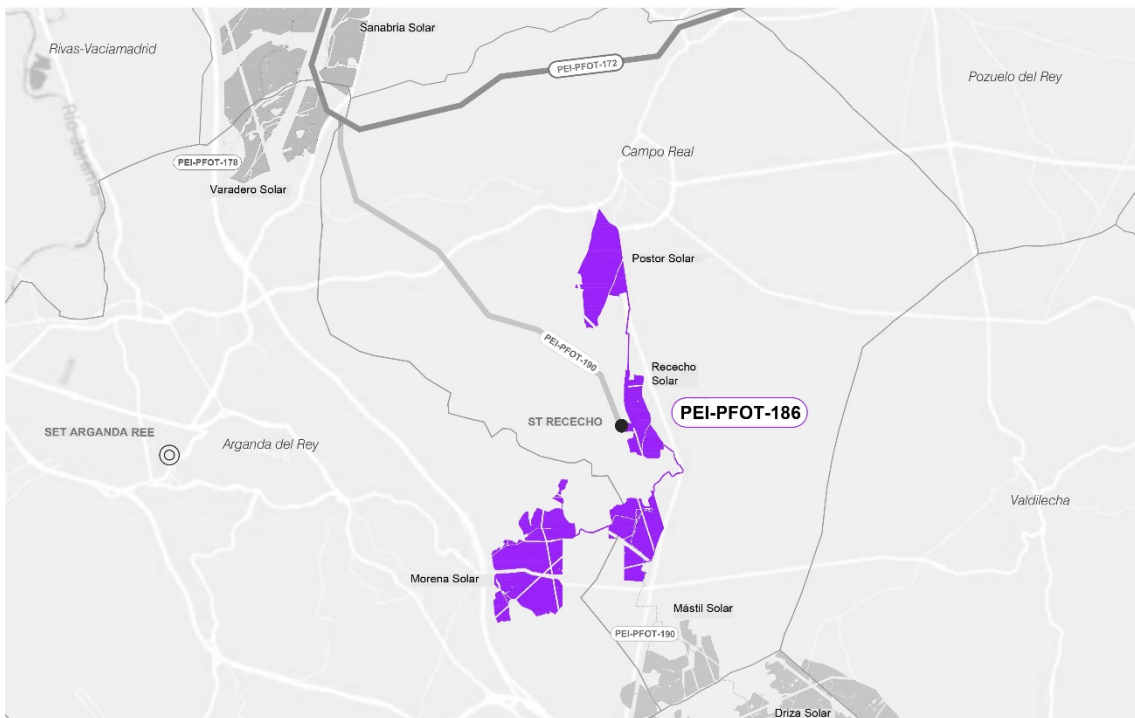 Sanabria Solar
Rivas-Vaciamadrid
PEI-PFOT-172
Pozuelo del Rey
Río Jarama
Campo Real
PEI-PFOT-178
Varadero Solar
Postor Solar
PEI-PFOT-190
Rececho
Solar
PEI-PFOT-186
ST RECECHO
SET ARGANDA REE
Arganda del Rey
Valdilecha
Morena Solar
Mástil Solar
PEI-PFOT-190
Driza Solar